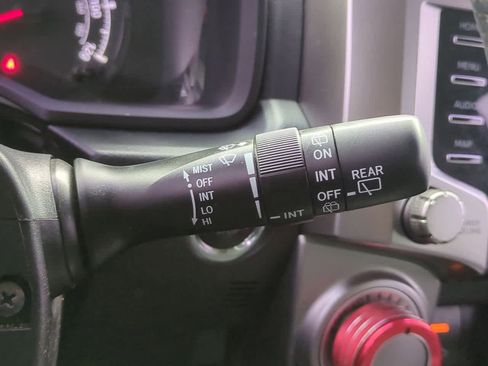 HOME
MENU
AUDIO
MAP
MIST
OFF
INT
LO
HI
INT
ON
INT
OFF
REAR